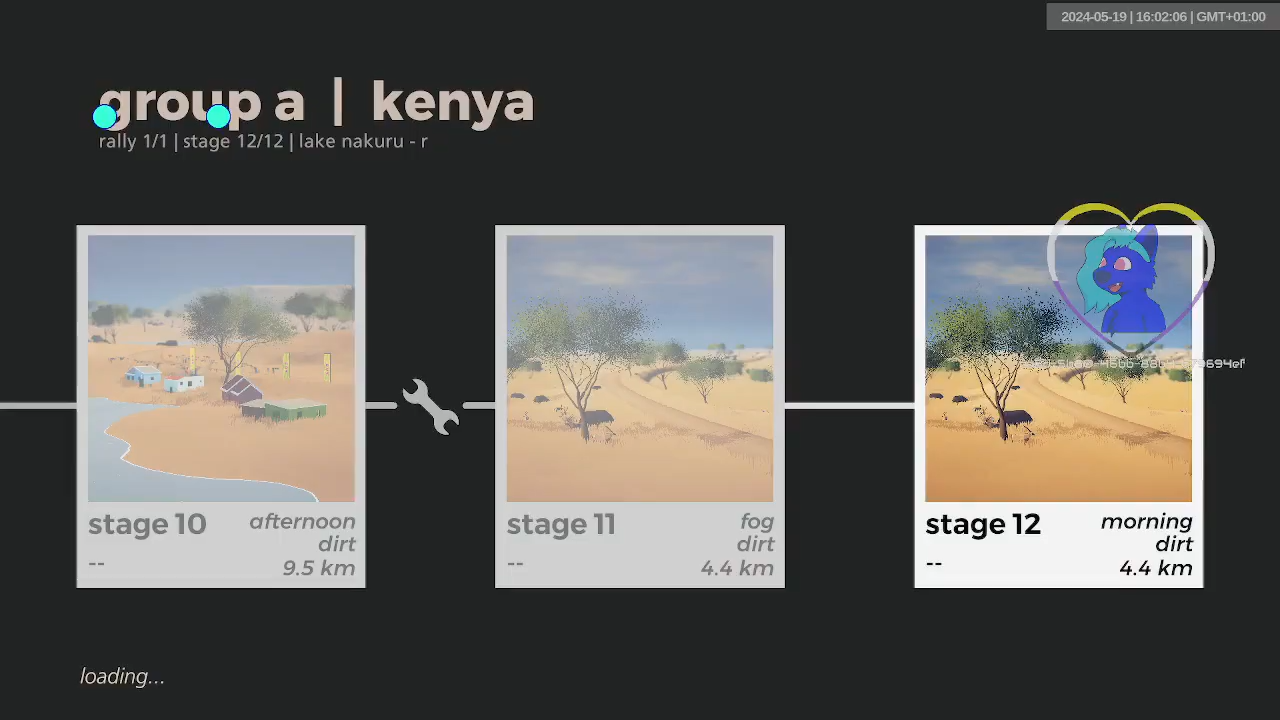 2024-05-19 | 16:02:06 | GMT+01:00
group a | kenya
rally 1/1 | stage 12/12 | lake nakuru - r
stage 10 afternoon
dirt
-- 9.5 km
stage 11 fog
dirt
-- 4.4 km
stage 12 morning
dirt
-- 4.4 km
loading...